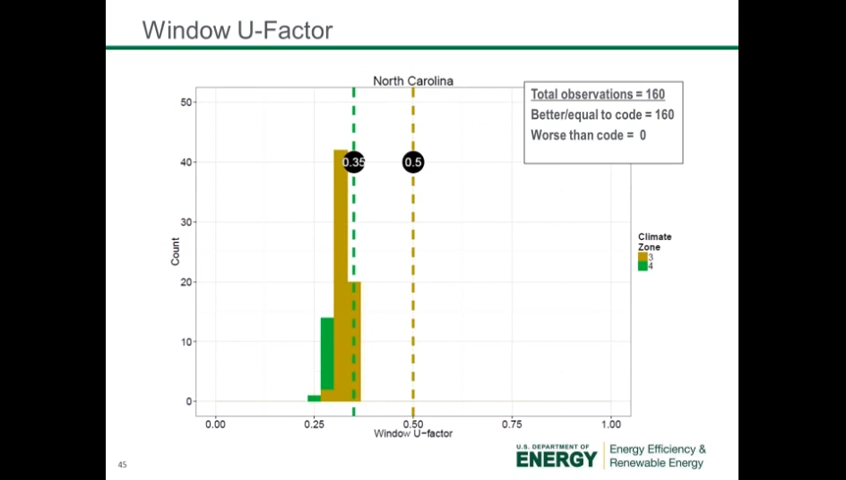 Window U-Factor
North Carolina
Total observations = 160
Better/equal to code = 160
Worse than code = 0
50
40
30
20
10
0
Count
0.35
0.5
Climate
Zone
3
4
0.00
0.25
0.50
0.75
1.00
Window U−factor
U.S. DEPARTMENT OF
ENERGY
Energy Efficiency &
Renewable Energy
45